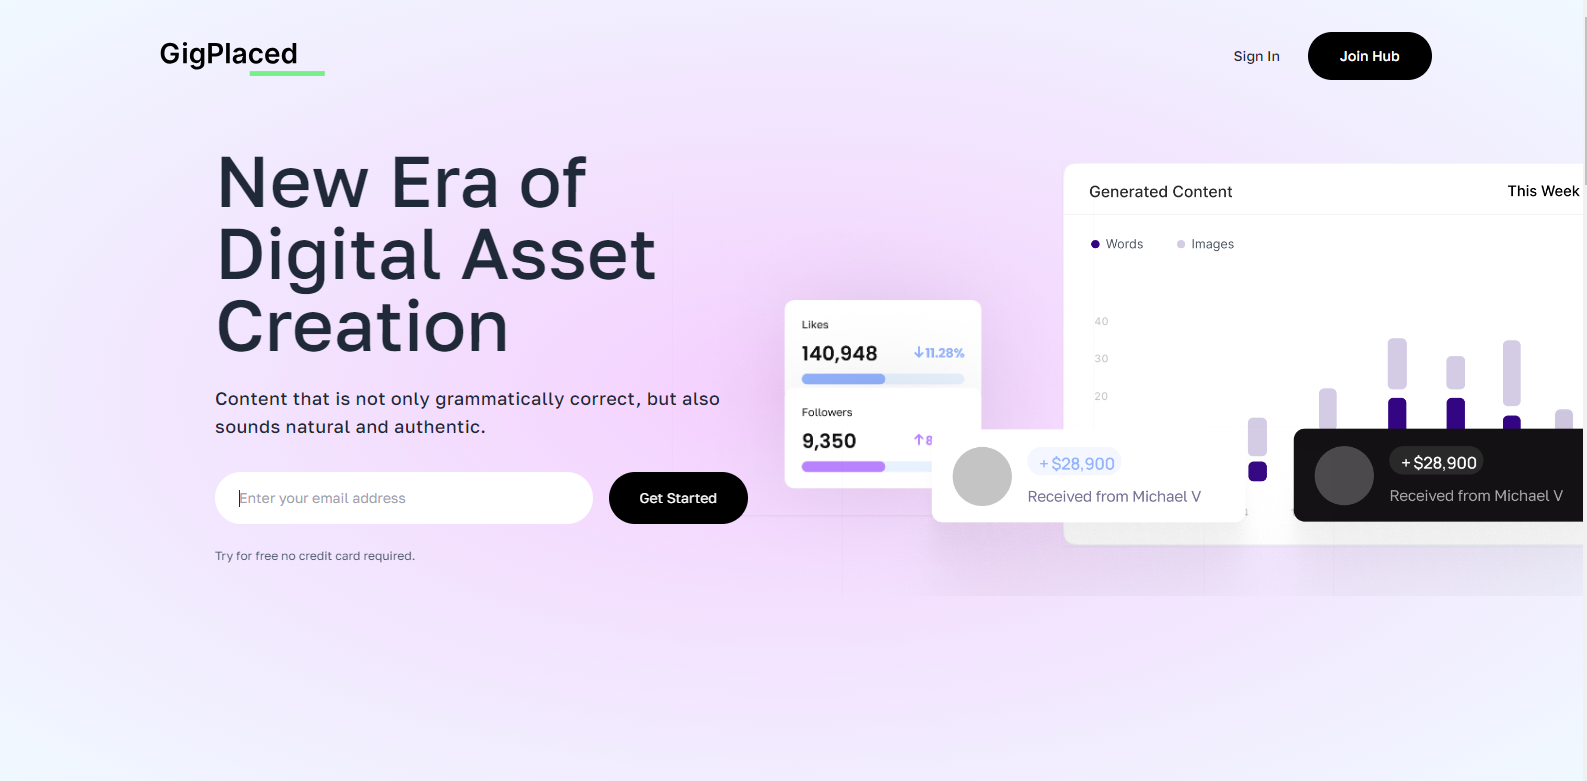 GigPlaced
Sign In
Join Hub
New Era of
Digital Asset
Creation
Content that is not only grammatically correct, but also
sounds natural and authentic.
Enter your email address
Get Started
Try for free no credit card required.
Likes
140,948
↓11.28%
Followers
9,350
↑8
Generated Content
This Week
Words
Images
40
30
20
+$28,900
Received from Michael V
+$28,900
Received from Michael V